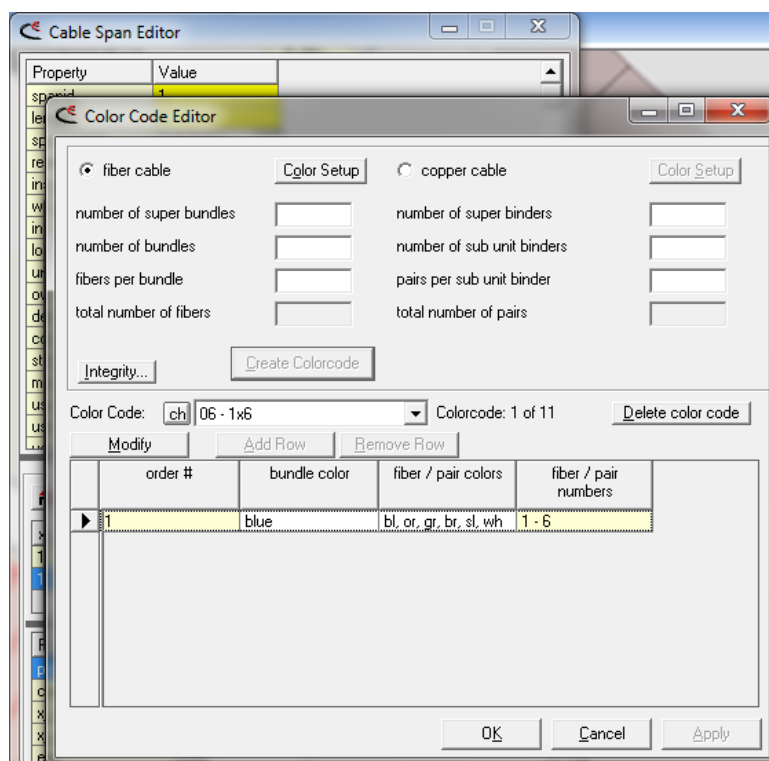 Cable Span Editor
Property Value
spanid 1
Color Code Editor
fiber cable Color Setup copper cable Color Setup
number of super bundles number of super binders
number of bundles number of sub unit binders
fibers per bundle pairs per sub unit binder
total number of fibers total number of pairs
Integrity... Create Colorcode
Color Code: ch 06 - 1x6 Colorcode: 1 of 11 Delete color code
Modify Add Row Remove Row
order # bundle color fiber / pair colors fiber / pair numbers
1 blue bl, or, gr, br, sl, wh 1 - 6
OK Cancel Apply